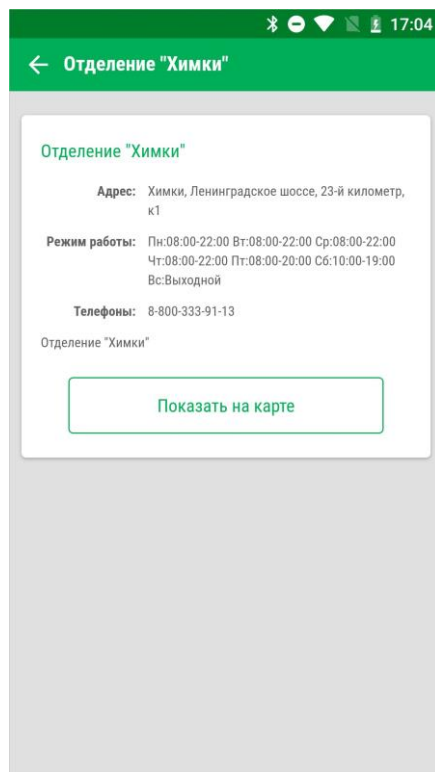 17:04
Отделение "Химки"
Отделение "Химки"
Адрес: Химки, Ленинградское шоссе, 23-й километр,
к1
Режим работы: Пн:08:00-22:00 Вт:08:00-22:00 Ср:08:00-22:00
Чт:08:00-22:00 Пт:08:00-20:00 Сб:10:00-19:00
Вс:Выходной
Телефоны: 8-800-333-91-13
Отделение "Химки"
Показать на карте